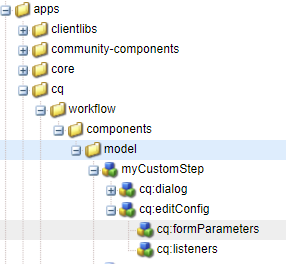 apps
clientlibs
community-components
core
cq
workflow
components
model
myCustomStep
cq:dialog
cq:editConfig
cq:formParameters
cq:listeners